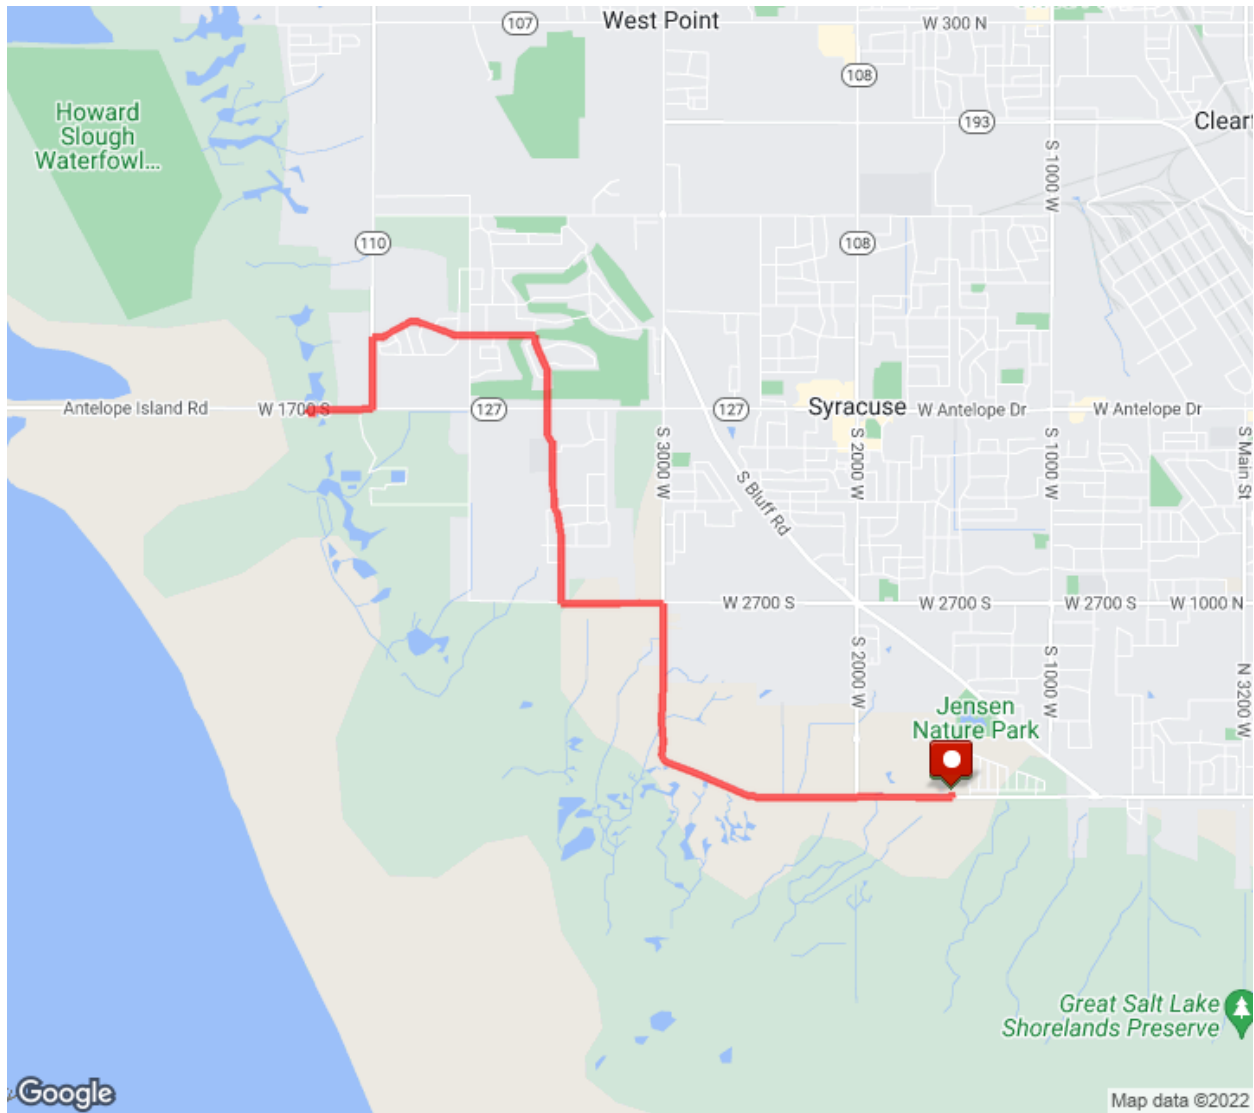 West Point
107
W 300 N
108
193
Clearf
Howard
Slough
Waterfowl...
S 1000 W
110
108
Antelope Island Rd
W 1700 S
127
127
Syracuse
W Antelope Dr
W Antelope Dr
S 3000 W
S Bluff Rd
S 2000 W
S 1000 W
S Main St
W 2700 S
W 2700 S
W 2700 S
W 1000 N
S 2000 W
S 1000 W
N 3200 W
Jensen
Nature Park
Great Salt Lake
Shorelands Preserve
Google
Map data ©2022